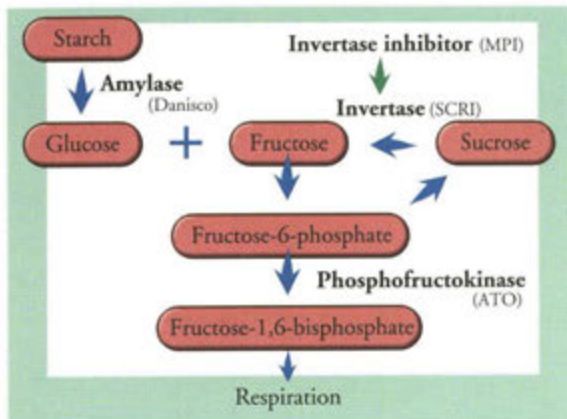 Starch
Invertase inhibitor (MPI)
Amylase
(Danisco)
Invertase (SCRI)
Glucose + Fructose Sucrose
Fructose-6-phosphate
Phosphofructokinase
(ATO)
Fructose-1,6-bisphosphate
Respiration